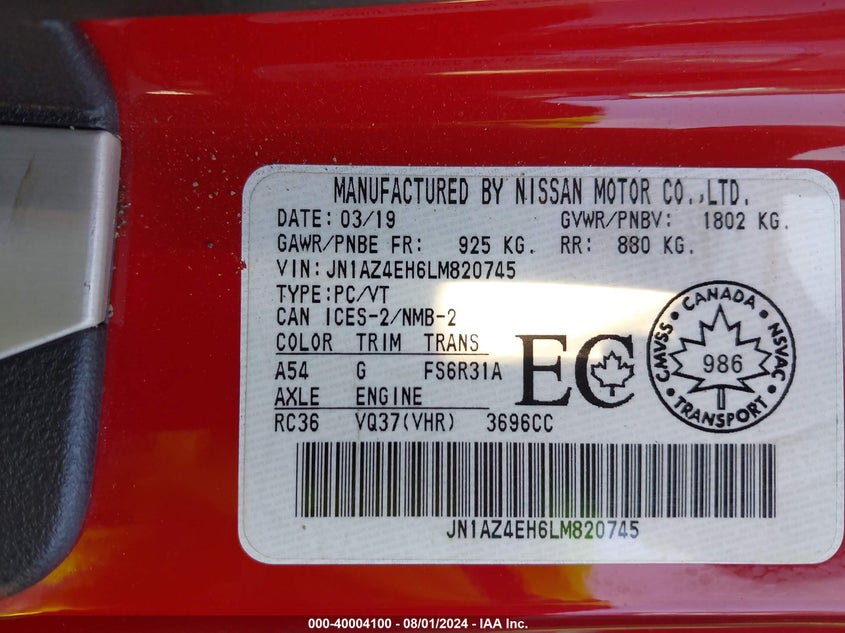 MANUFACTURED BY NISSAN MOTOR CO.,LTD.
DATE: 03/19 GVWR/PNBV: 1802 KG.
GAWR/PNBE FR: 925 KG. RR: 880 KG.
VIN:JN1AZ4EH6LM820745
TYPE:PC/VT
CAN ICES-2/NMB-2
COLOR TRIM TRANS
A54 G FS6R31A
AXLE ENGINE
RC36 VQ37(VHR) 3696CC
EC
CANADA
CMVSS
NSVAC
986
TRANSPORT
JN1AZ4EH6LM820745
000-40004100 - 08/01/2024 - IAA Inc.